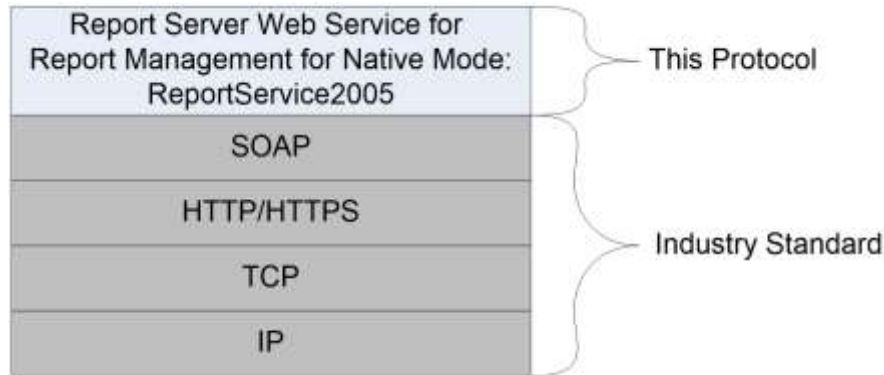 Report Server Web Service for
Report Management for Native Mode:
ReportService2005
This Protocol
SOAP
HTTP/HTTPS
TCP
IP
Industry Standard